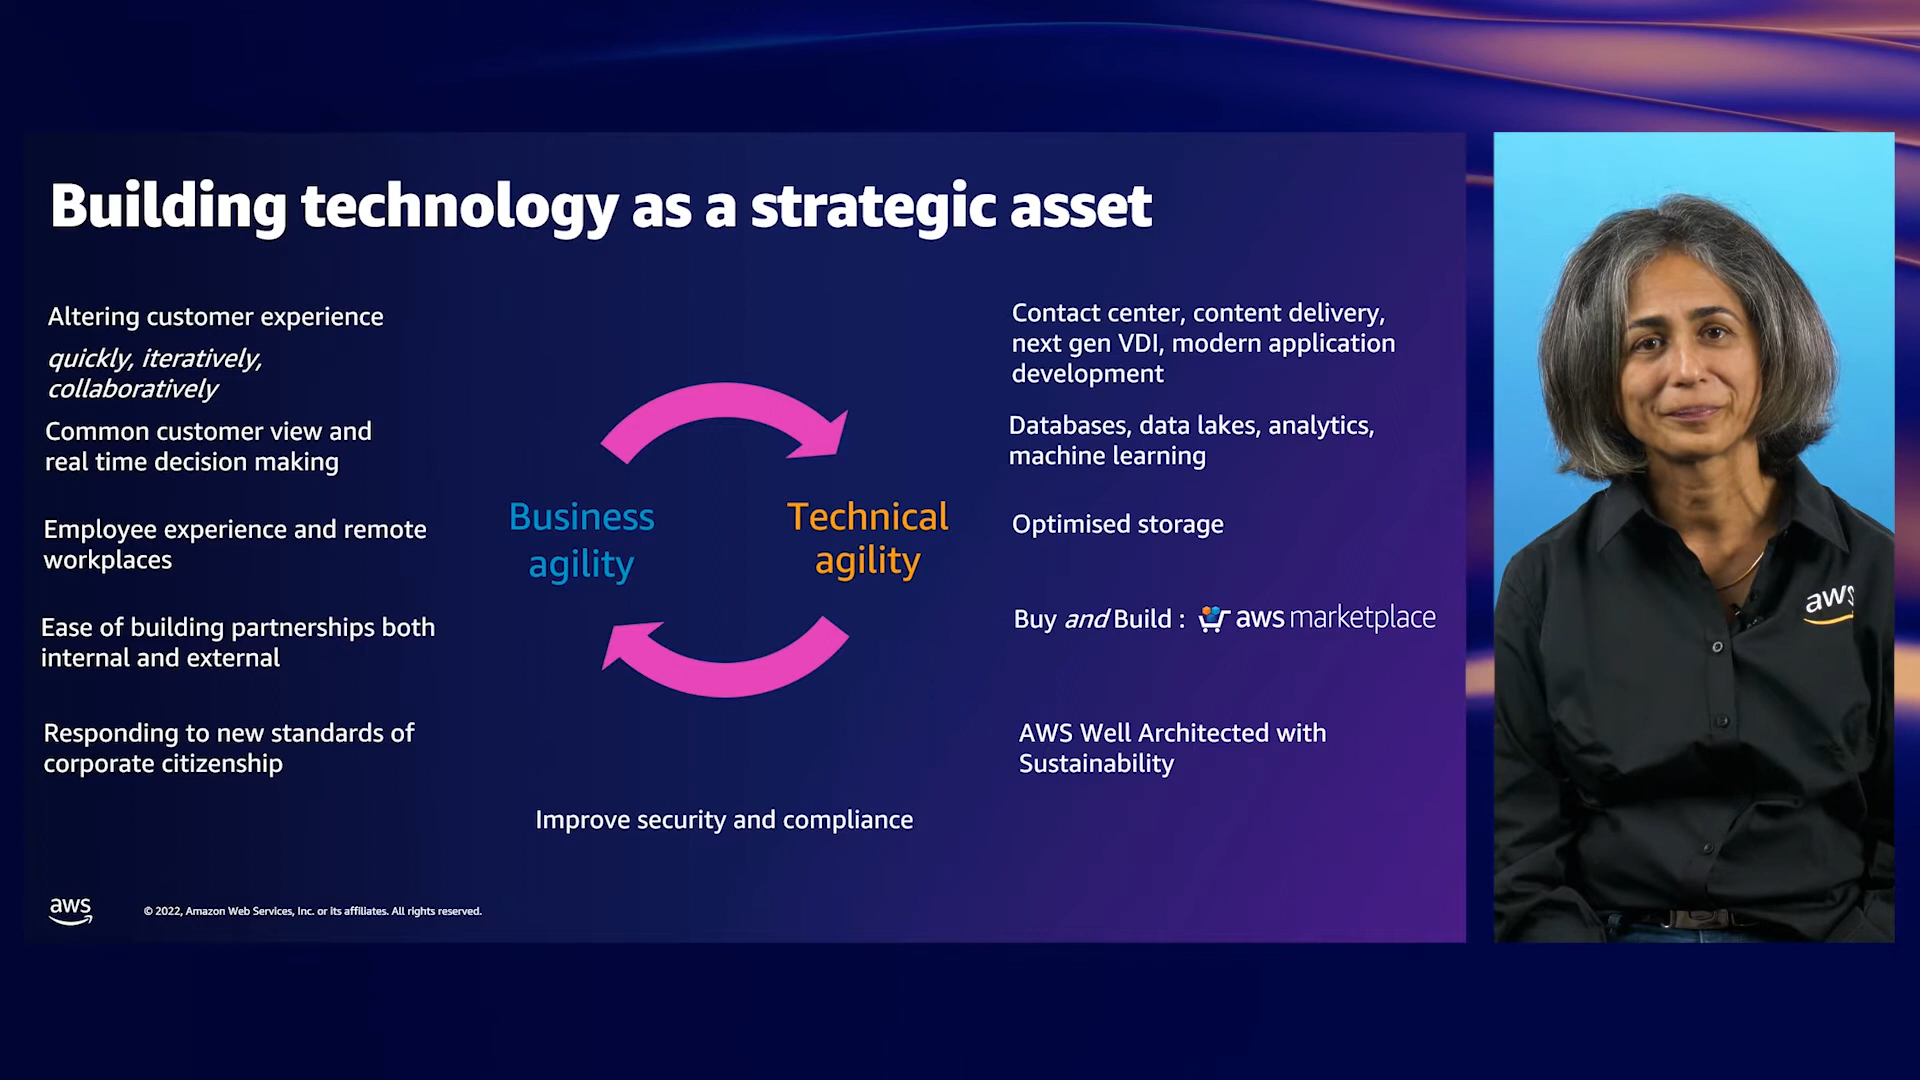 Building technology as a strategic asset
Altering customer experience
quickly, iteratively,
collaboratively
Common customer view and
real time decision making
Employee experience and remote
workplaces
Ease of building partnerships both
internal and external
Responding to new standards of
corporate citizenship
Business
agility
Technical
agility
Improve security and compliance
Contact center, content delivery,
next gen VDI, modern application
development
Databases, data lakes, analytics,
machine learning
Optimised storage
Buy and Build : aws marketplace
AWS Well Architected with
Sustainability
aws
© 2022, Amazon Web Services, Inc. or its affiliates. All rights reserved.
aws